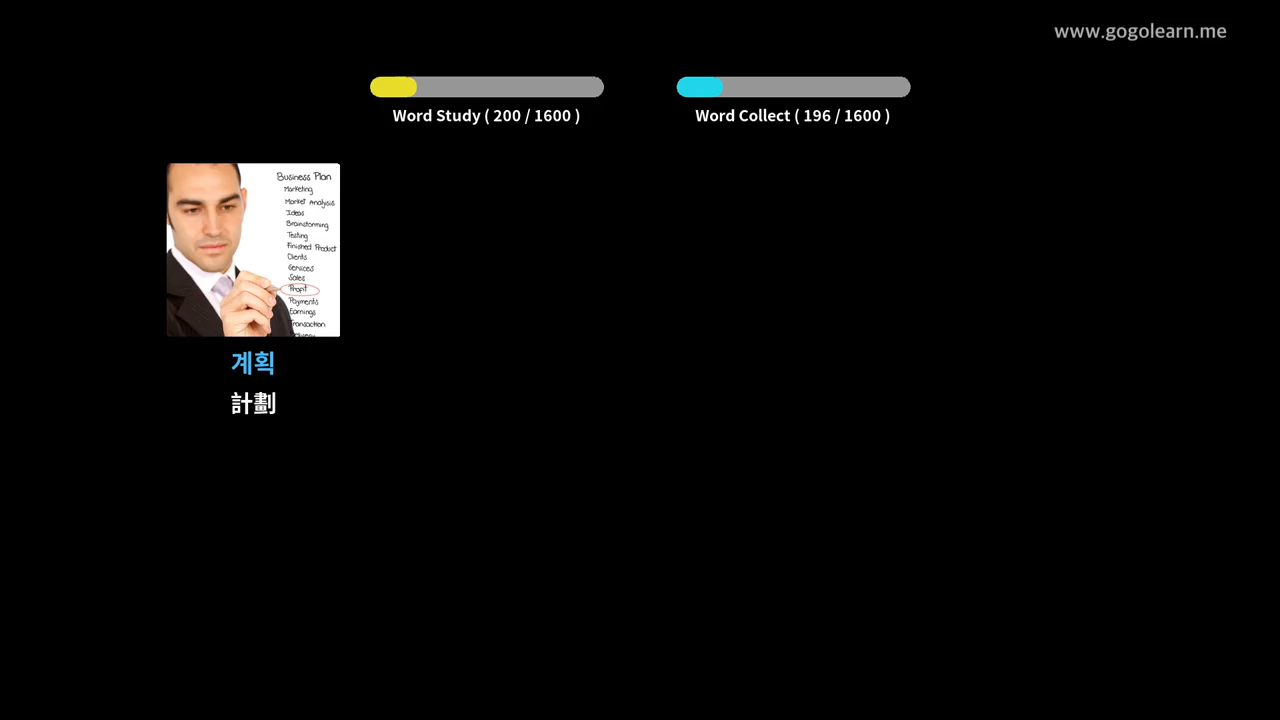 www.gogolearn.me
Word Study ( 200 / 1600 )
Word Collect ( 196 / 1600 )
Business Plan
Marketing
Market Analysis
Ideas
Brainstorming
Testing
Finished Product
Clients
Services
Sales
Profit
Payments
Earnings
Transaction
계획
計劃